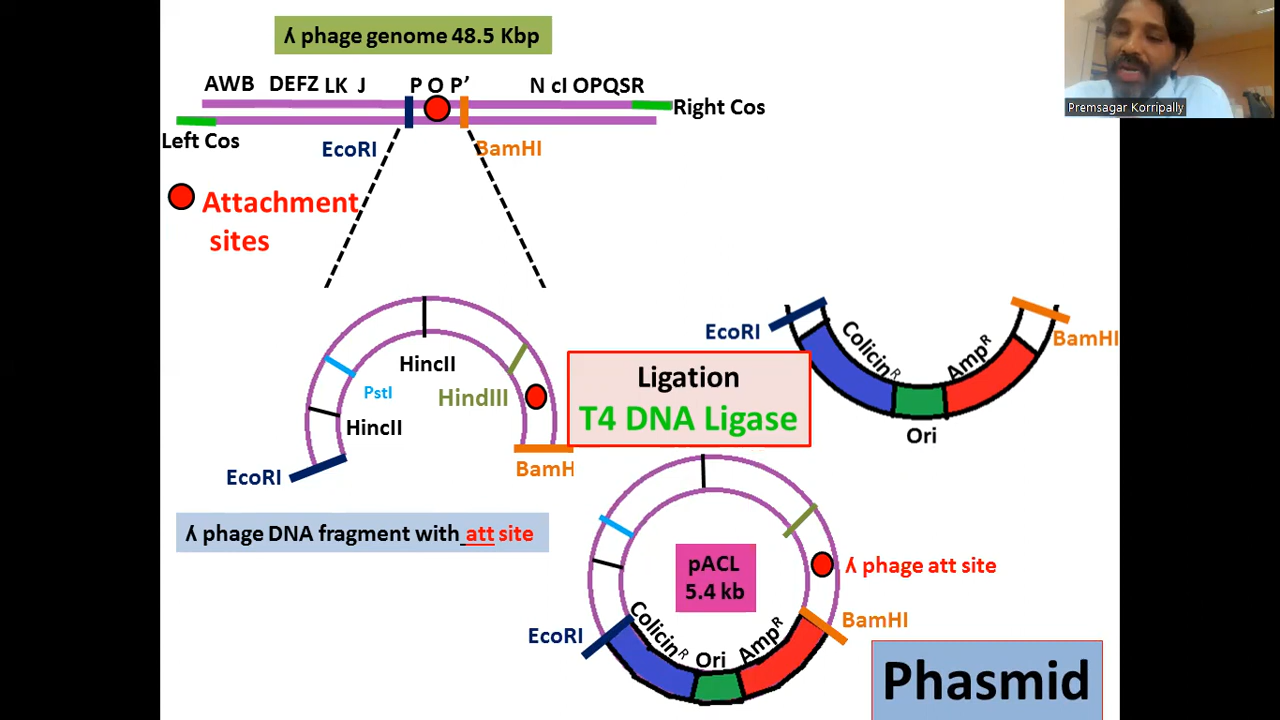 ʎ phage genome 48.5 Kbp
AWB DEFZ LK J P O P’ N cI OPQSR
Right Cos
Left Cos
EcoRI
BamHI
Attachment
sites
HincII
PstI
HindIII
HincII
EcoRI
BamH
ʎ phage DNA fragment with att site
Ligation
T4 DNA Ligase
EcoRI
BamHI
Colicinᴿ
Ampᴿ
Ori
pACL
5.4 kb
ʎ phage att site
BamHI
EcoRI
Colicinᴿ
Ori
Ampᴿ
Phasmid
Premsagar Korripally